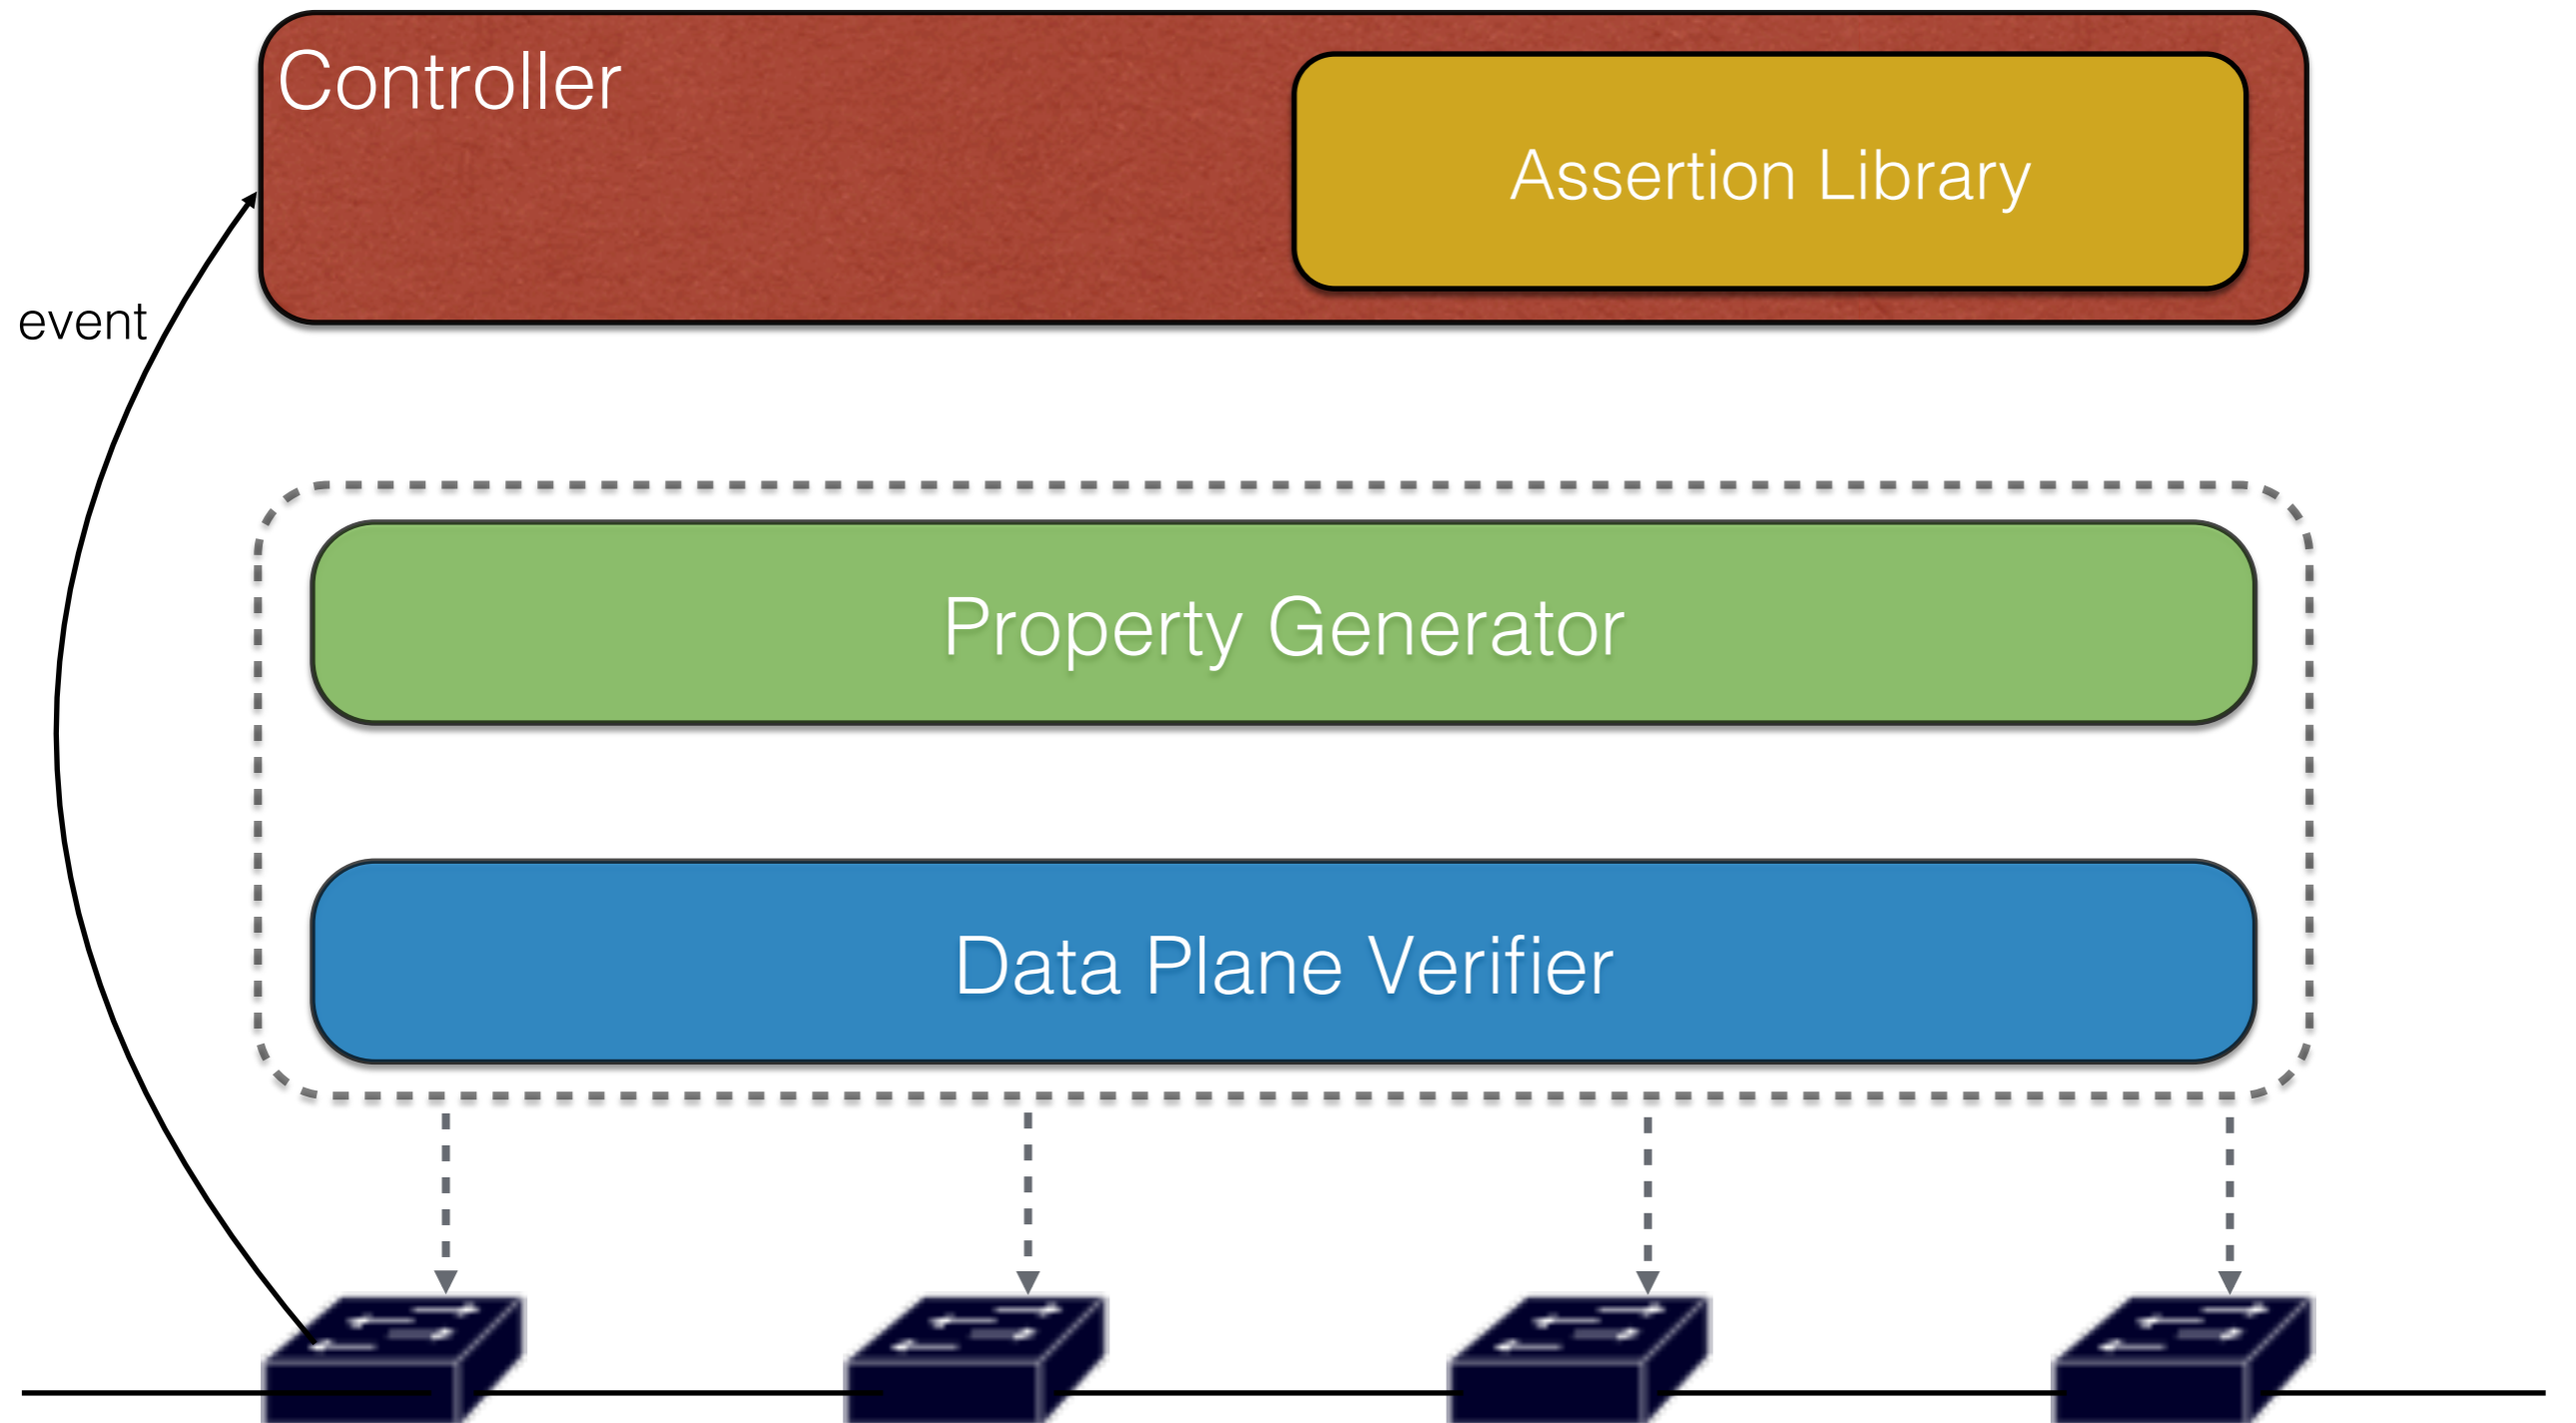 Controller
Assertion Library
event
Property Generator
Data Plane Verifier